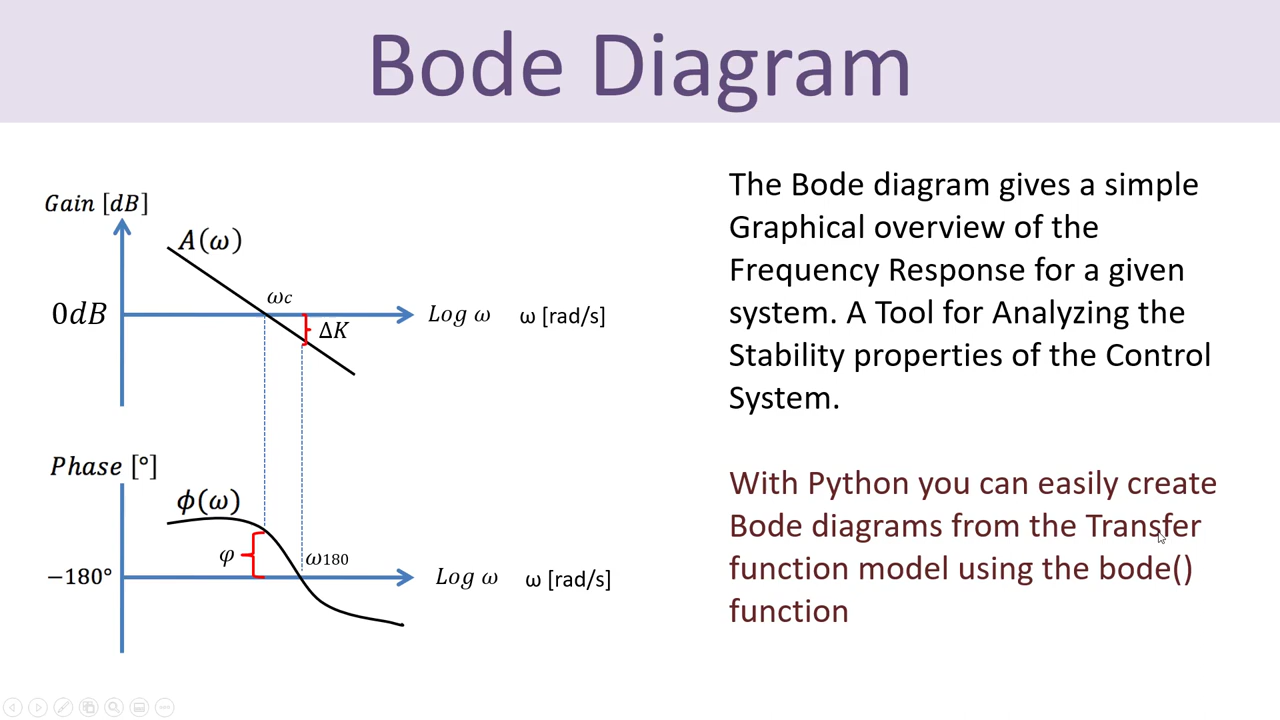 Bode Diagram
Gain [dB]
A(ω)
ωc
0dB
Log ω ω [rad/s]
ΔK
Phase [°]
ϕ(ω)
φ
ω180
−180°
Log ω ω [rad/s]
The Bode diagram gives a simple
Graphical overview of the
Frequency Response for a given
system. A Tool for Analyzing the
Stability properties of the Control
System.
With Python you can easily create
Bode diagrams from the Transfer
function model using the bode()
function